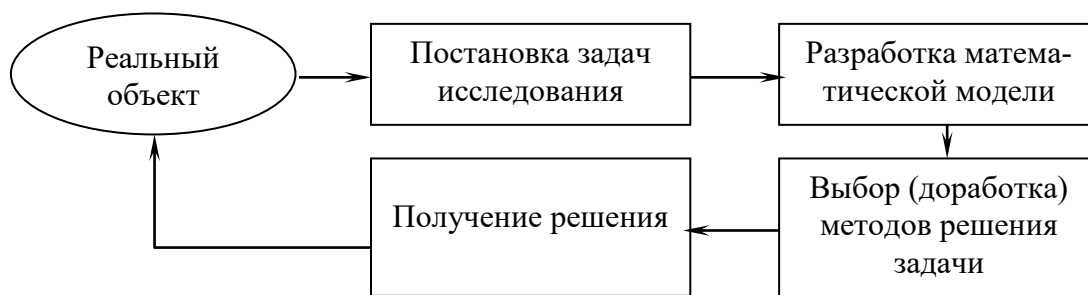 Реальный
объект
Постановка задач
исследования
Разработка матема-
тической модели
Выбор (доработка)
методов решения
задачи
Получение решения